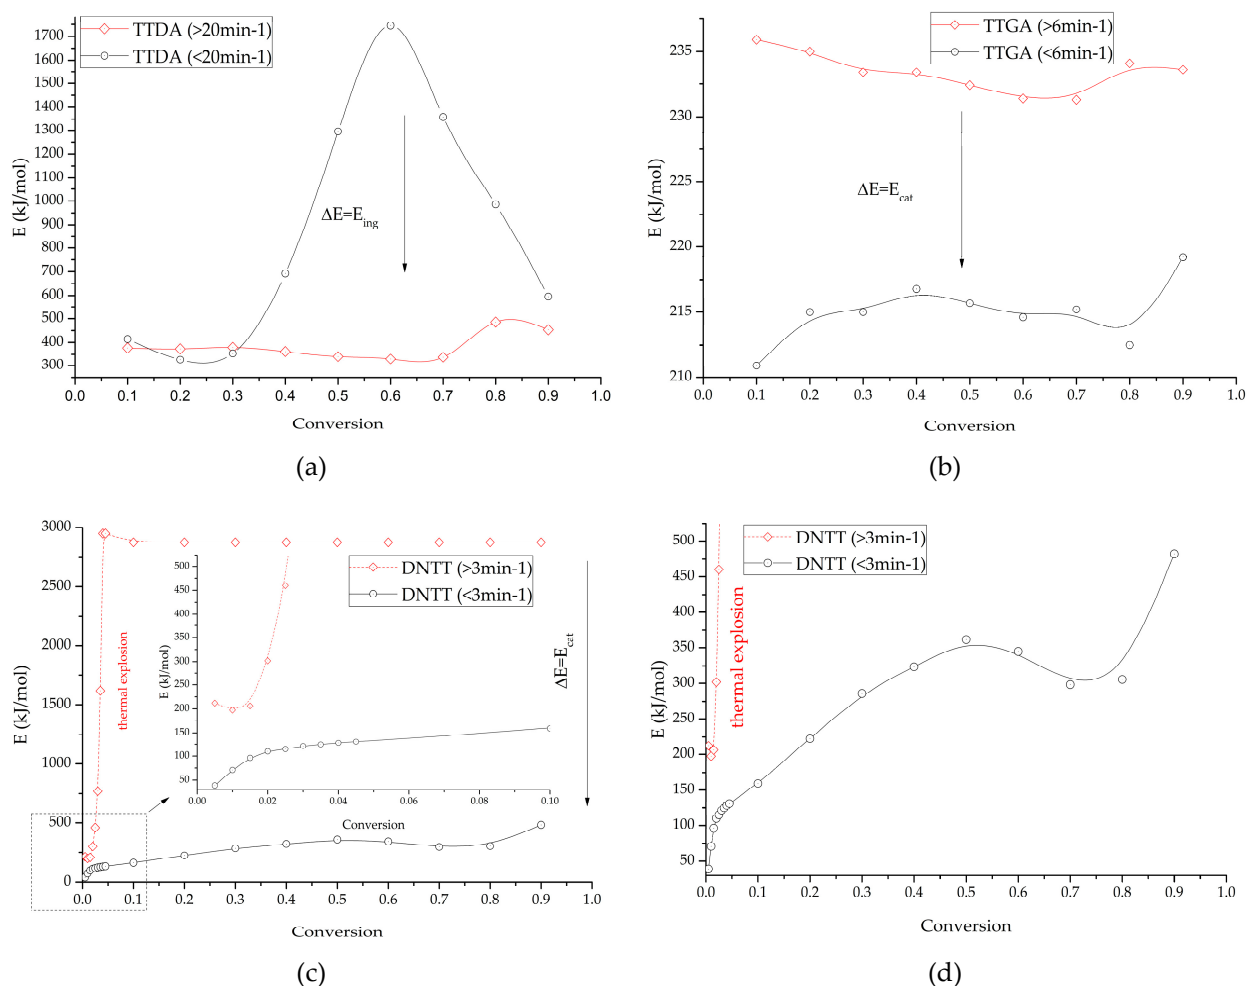 TTDA (>20min-1)
TTDA (<20min-1)
1700
1600
1500
1400
1300
1200
1100
1000
900
800
700
600
500
400
300
E (kJ/mol)
ΔE=E_ing
0.0 0.1 0.2 0.3 0.4 0.5 0.6 0.7 0.8 0.9 1.0
Conversion
(a)
TTGA (>6min-1)
TTGA (<6min-1)
235
230
225
220
215
210
E (kJ/mol)
ΔE=E_cat
0.0 0.1 0.2 0.3 0.4 0.5 0.6 0.7 0.8 0.9 1.0
Conversion
(b)
3000
2500
2000
1500
1000
500
0
E (kJ/mol)
thermal explosion
DNTT (>3min-1)
DNTT (<3min-1)
500
450
400
350
300
250
200
150
100
50
E (kJ/mol)
0.00 0.02 0.04 0.06 0.08 0.10
Conversion
ΔE=E_cat
0.0 0.1 0.2 0.3 0.4 0.5 0.6 0.7 0.8 0.9 1.0
Conversion
(c)
DNTT (>3min-1)
DNTT (<3min-1)
500
450
400
350
300
250
200
150
100
50
E (kJ/mol)
thermal explosion
0.0 0.1 0.2 0.3 0.4 0.5 0.6 0.7 0.8 0.9 1.0
Conversion
(d)